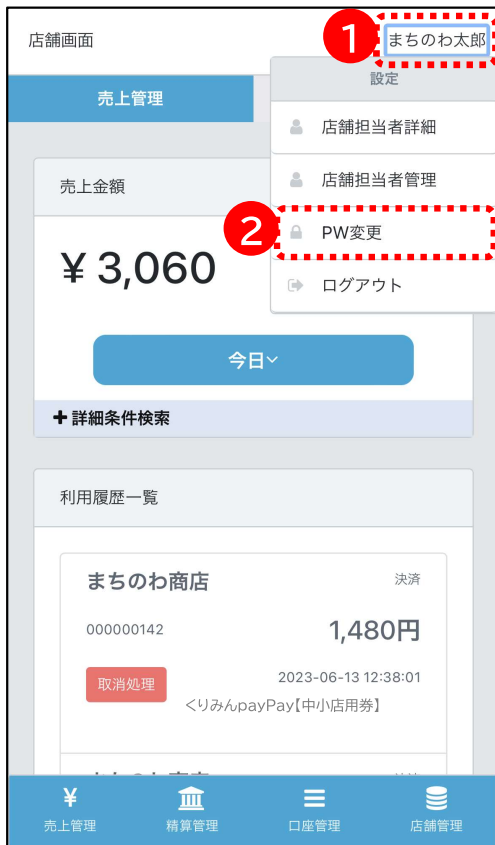 店舗画面
1
まちのわ太郎
売上管理
設定
店舗担当者詳細
店舗担当者管理
2
PW変更
ログアウト
売上金額
¥ 3,060
今日
詳細条件検索
利用履歴一覧
まちのわ商店
決済
000000142
1,480円
取消処理
2023-06-13 12:38:01
くりみんpayPay【中小店用券】
¥
売上管理
精算管理
口座管理
店舗管理